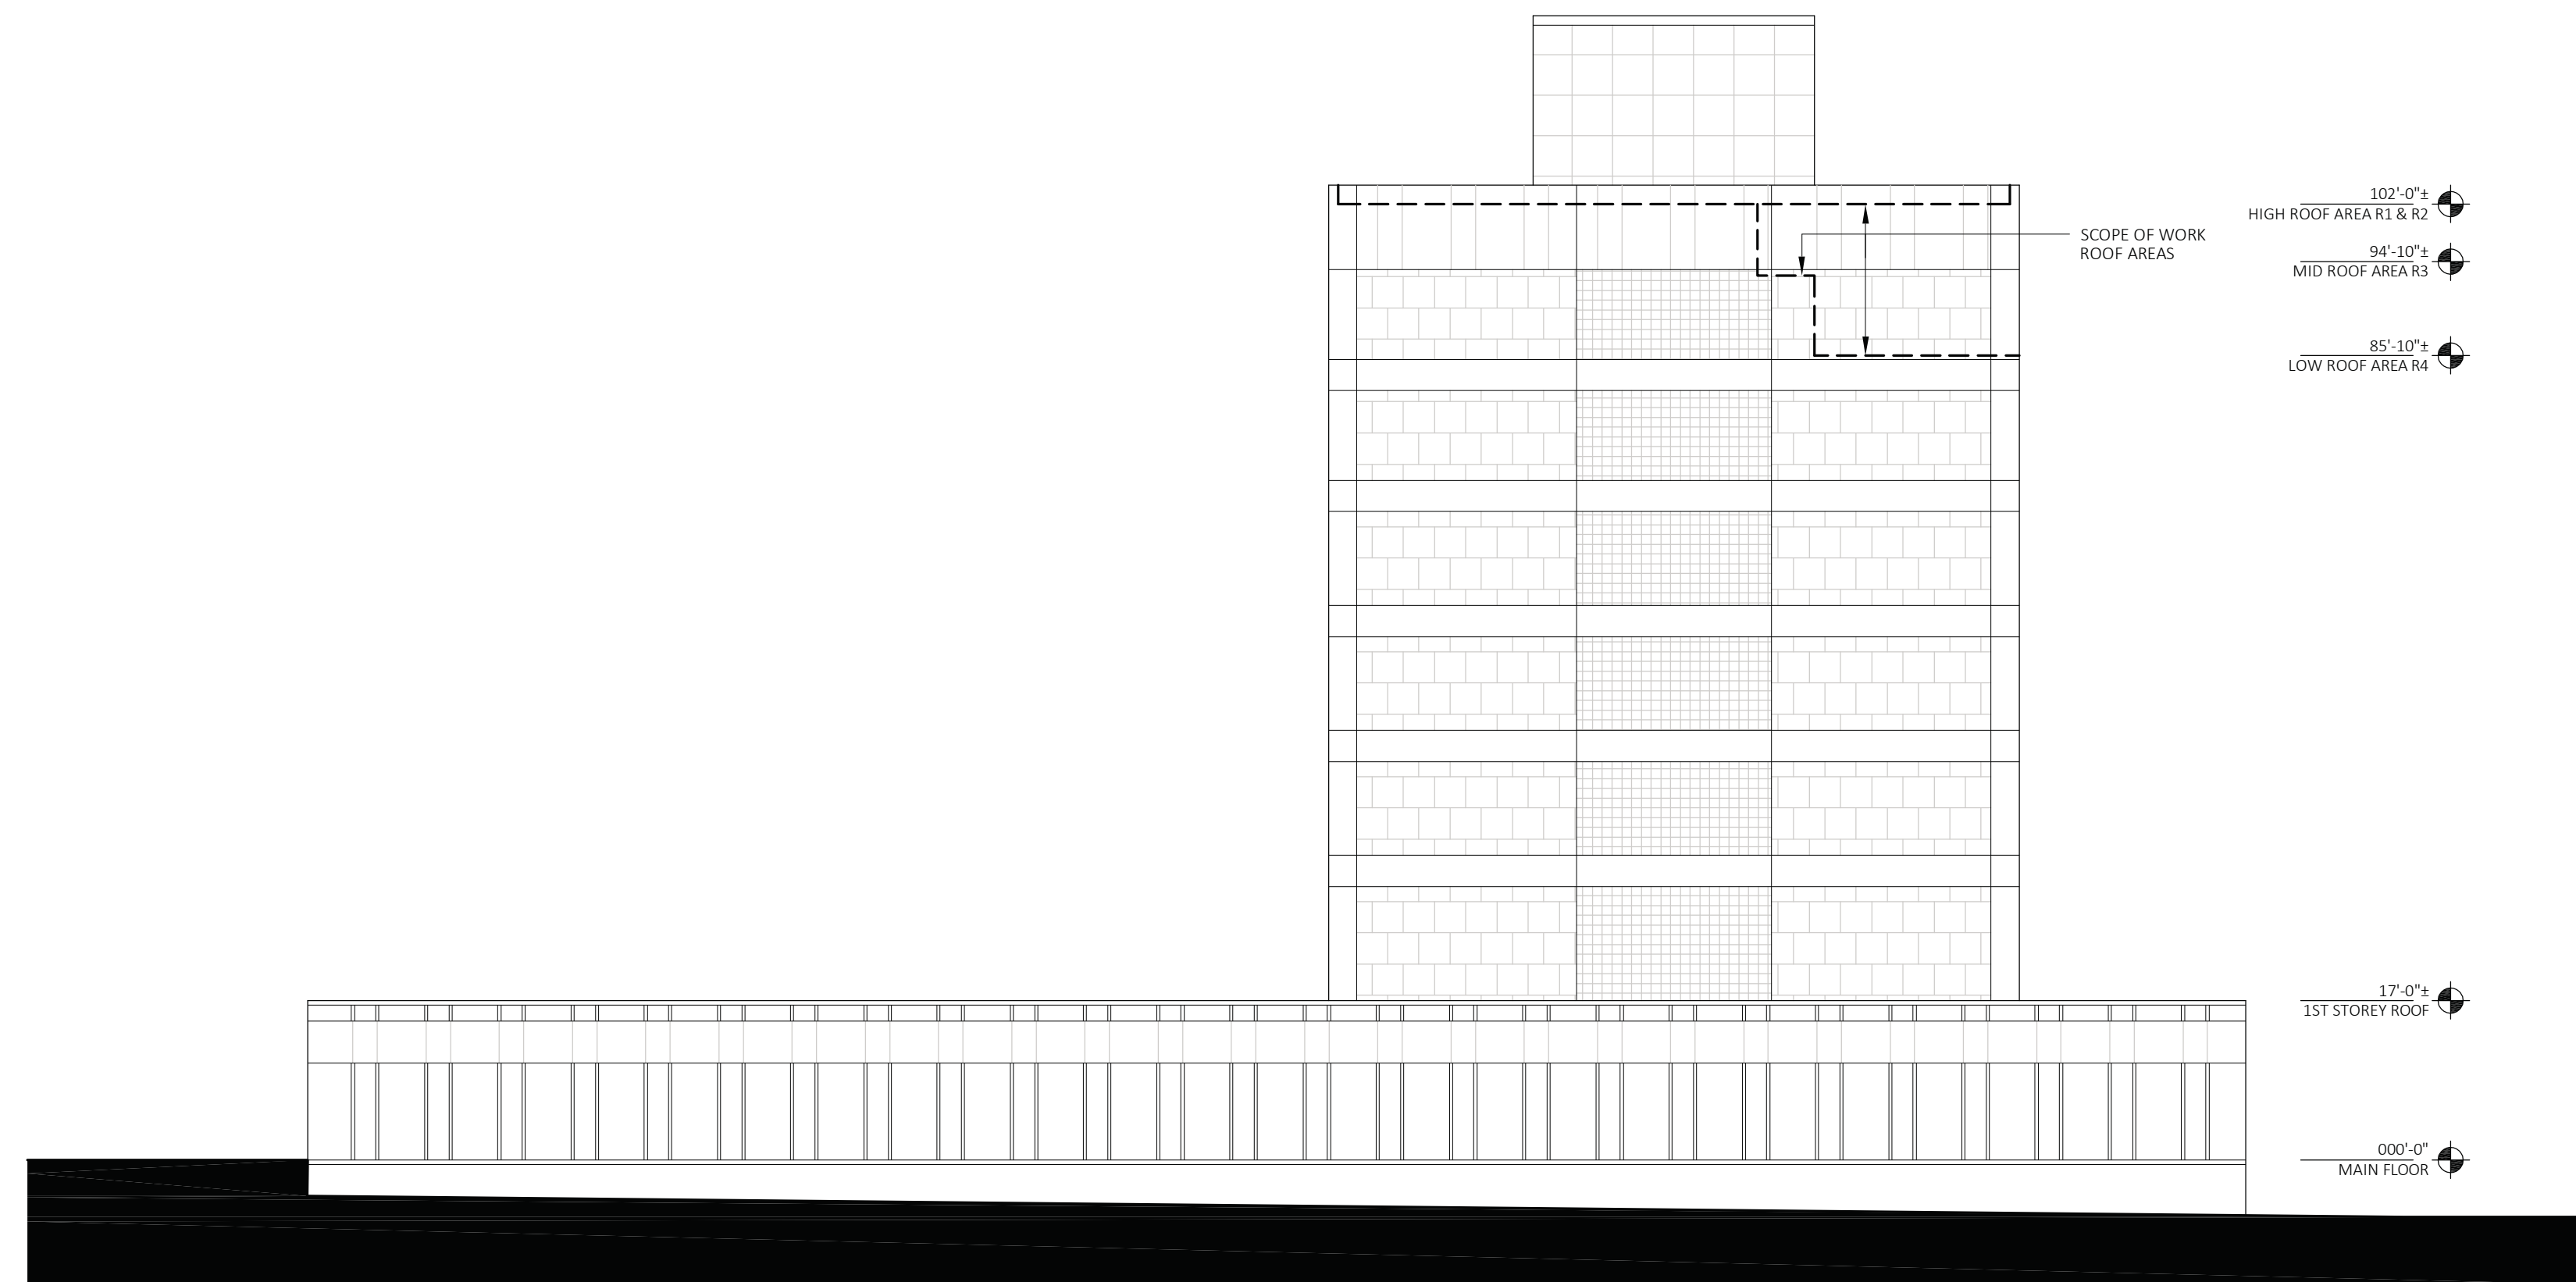 102'-0"±
HIGH ROOF AREA R1 & R2
SCOPE OF WORK
ROOF AREAS
94'-10"±
MID ROOF AREA R3
85'-10"±
LOW ROOF AREA R4
17'-0"±
1ST STOREY ROOF
000'-0"
MAIN FLOOR